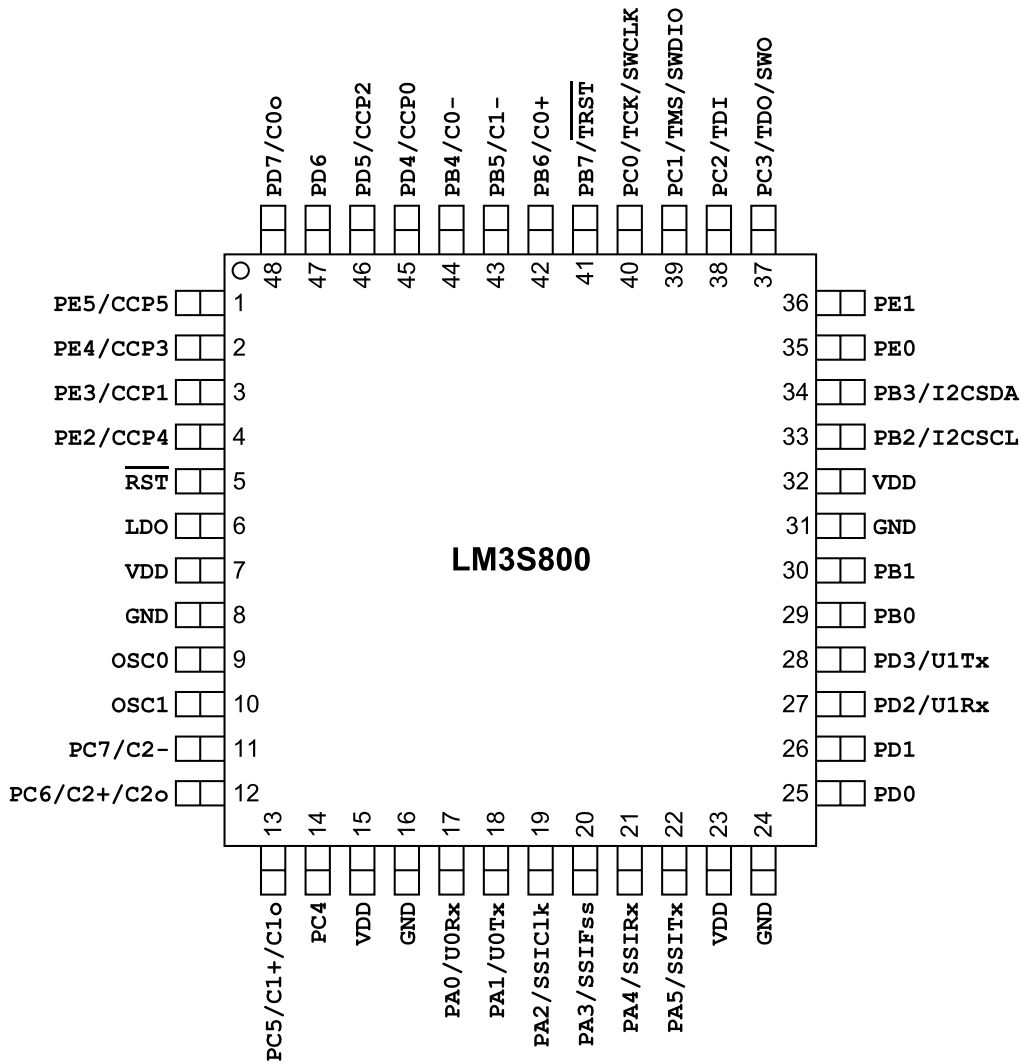 PD7/C0o
PD6
PD5/CCP2
PD4/CCP0
PB4/C0-
PB5/C1-
PB6/C0+
PB7/T̅R̅S̅T̅
PC0/TCK/SWCLK
PC1/TMS/SWDIO
PC2/TDI
PC3/TDO/SWO
48
47
46
45
44
43
42
41
40
39
38
37
PE5/CCP5 1
PE4/CCP3 2
PE3/CCP1 3
PE2/CCP4 4
R̅S̅T̅ 5
LDO 6
VDD 7
GND 8
OSC0 9
OSC1 10
PC7/C2- 11
PC6/C2+/C2o 12
LM3S800
36 PE1
35 PE0
34 PB3/I2CSDA
33 PB2/I2CSCL
32 VDD
31 GND
30 PB1
29 PB0
28 PD3/U1Tx
27 PD2/U1Rx
26 PD1
25 PD0
13
14
15
16
17
18
19
20
21
22
23
24
PC5/C1+/C1o
PC4
VDD
GND
PA0/U0Rx
PA1/U0Tx
PA2/SSIClk
PA3/SSIFss
PA4/SSIRx
PA5/SSITx
VDD
GND